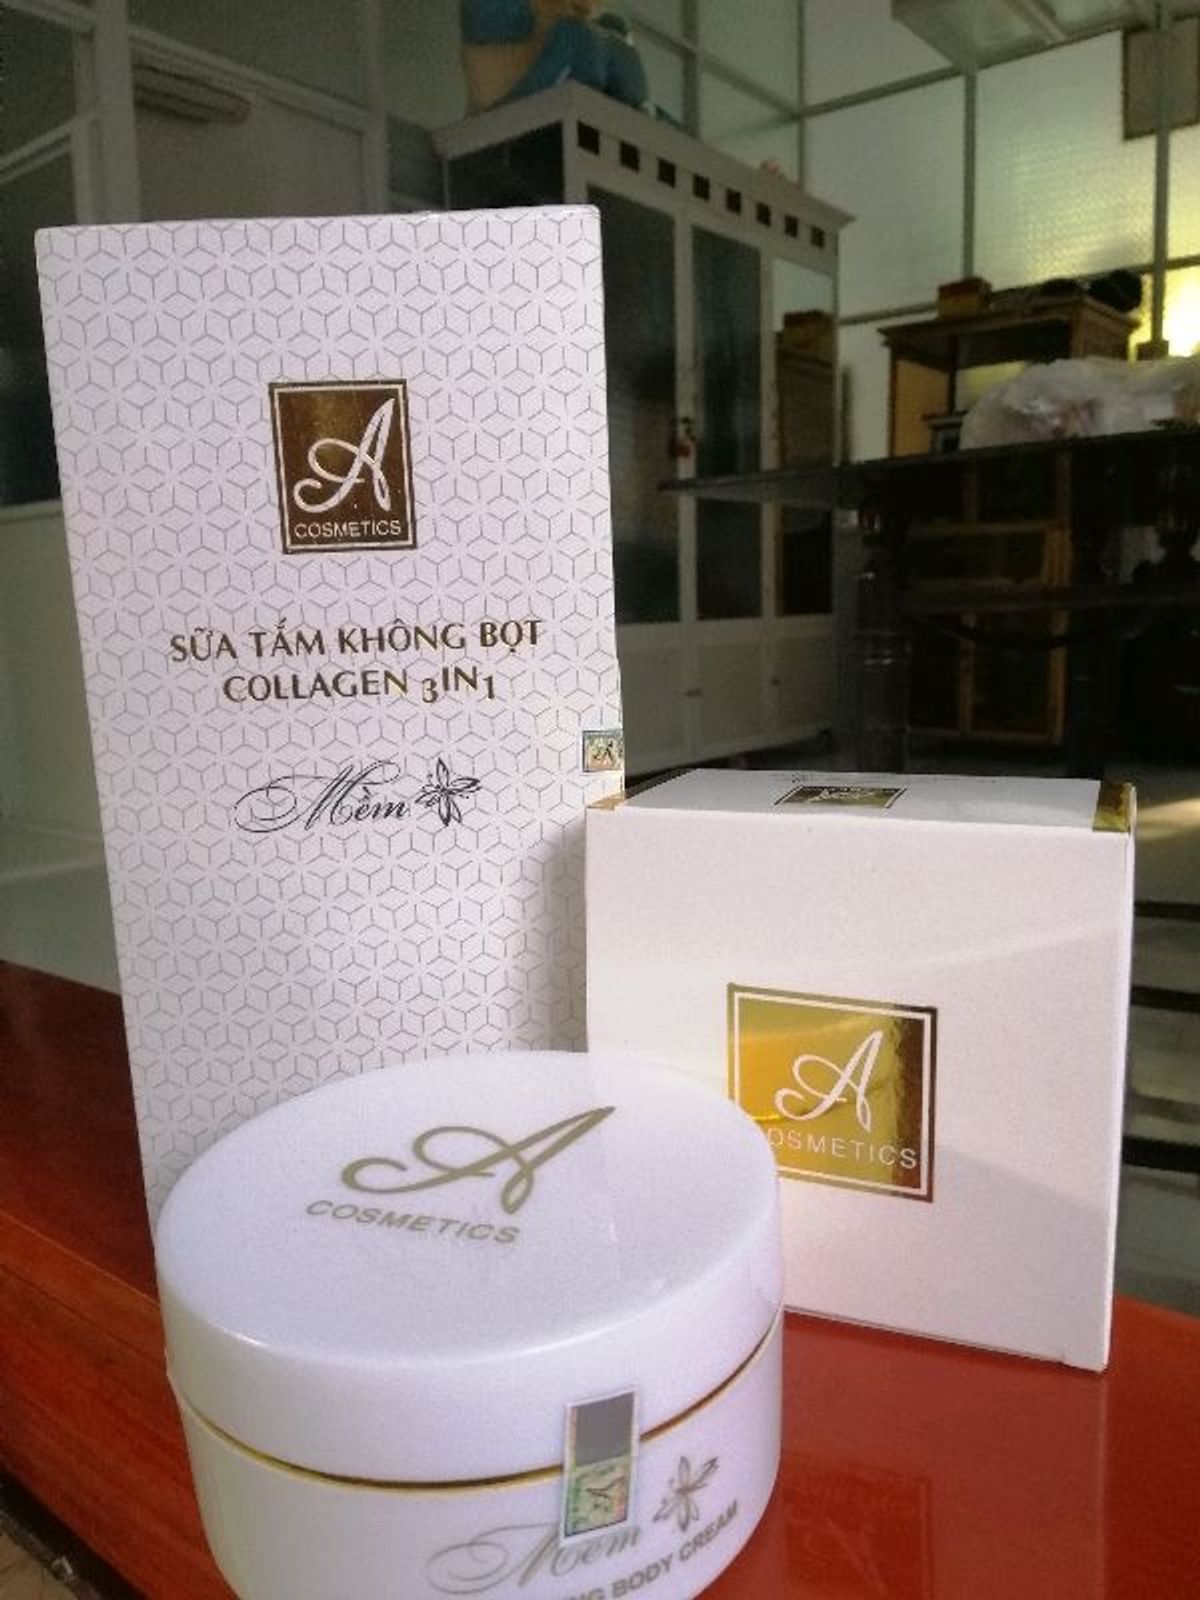 A
COSMETICS
SỮA TẮM KHÔNG BỌT
COLLAGEN 3IN1
Mềm
A
COSMETICS
A
COSMETICS
Mềm
BODY CREAM